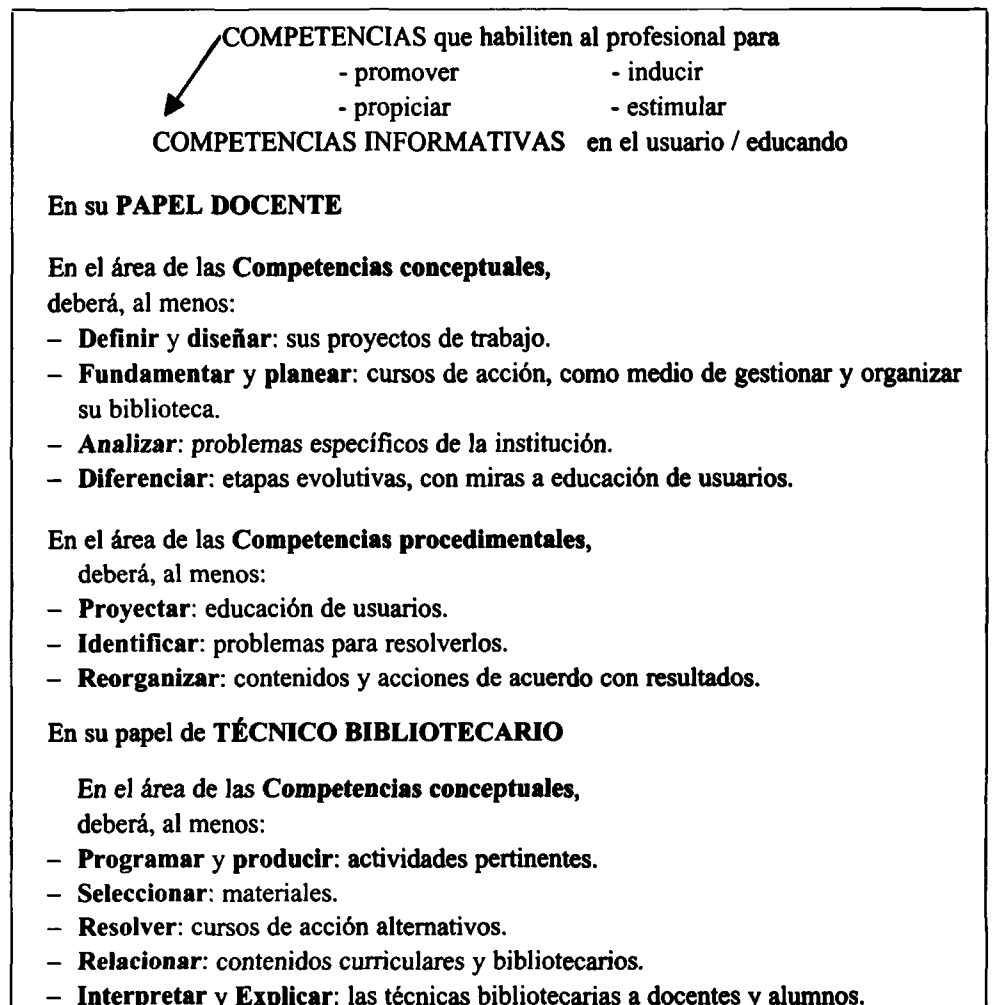 COMPETENCIAS que habiliten al profesional para
- promover - inducir
- propiciar - estimular
COMPETENCIAS INFORMATIVAS en el usuario / educando
En su PAPEL DOCENTE
En el área de las Competencias conceptuales,
deberá, al menos:
– Definir y diseñar: sus proyectos de trabajo.
– Fundamentar y planear: cursos de acción, como medio de gestionar y organizar
su biblioteca.
– Analizar: problemas específicos de la institución.
– Diferenciar: etapas evolutivas, con miras a educación de usuarios.
En el área de las Competencias procedimentales,
deberá, al menos:
– Proyectar: educación de usuarios.
– Identificar: problemas para resolverlos.
– Reorganizar: contenidos y acciones de acuerdo con resultados.
En su papel de TÉCNICO BIBLIOTECARIO
En el área de las Competencias conceptuales,
deberá, al menos:
– Programar y producir: actividades pertinentes.
– Seleccionar: materiales.
– Resolver: cursos de acción alternativos.
– Relacionar: contenidos curriculares y bibliotecarios.
– Interpretar y Explicar: las técnicas bibliotecarias a docentes y alumnos.